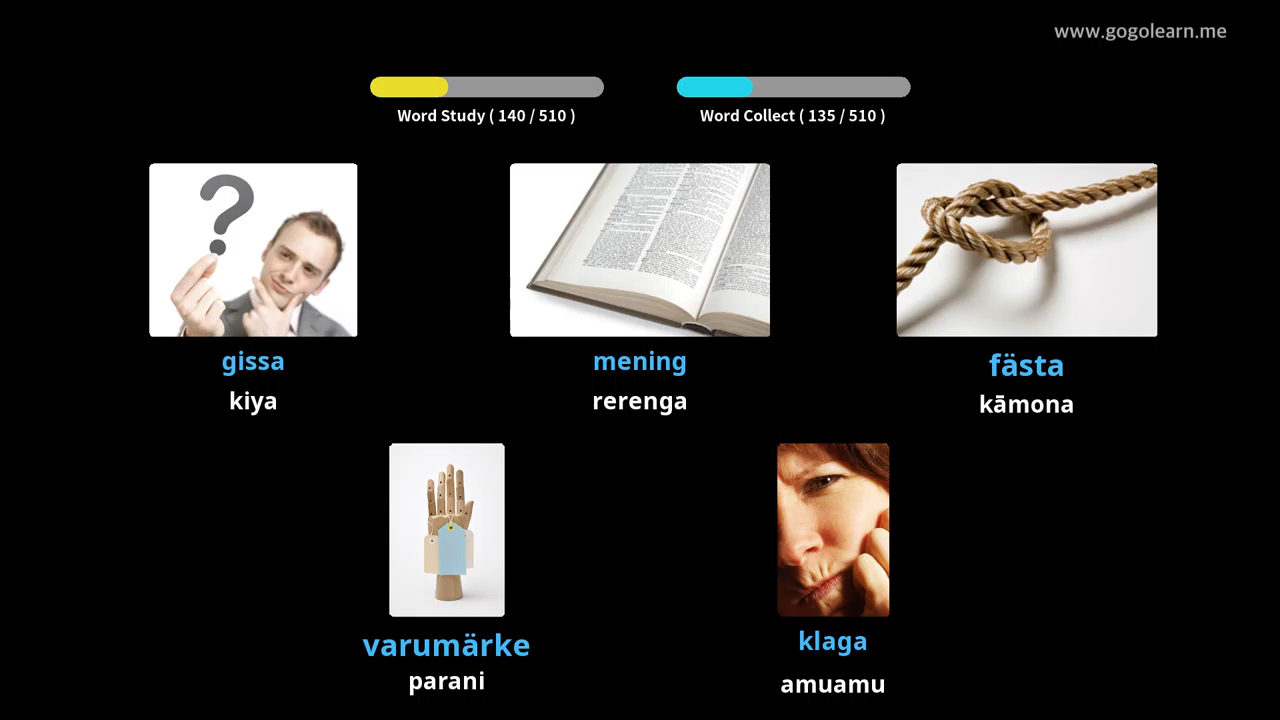 www.gogolearn.me
Word Study ( 140 / 510 )
Word Collect ( 135 / 510 )
gissa
kiya
mening
rerenga
fästa
kāmona
varumärke
parani
klaga
amuamu